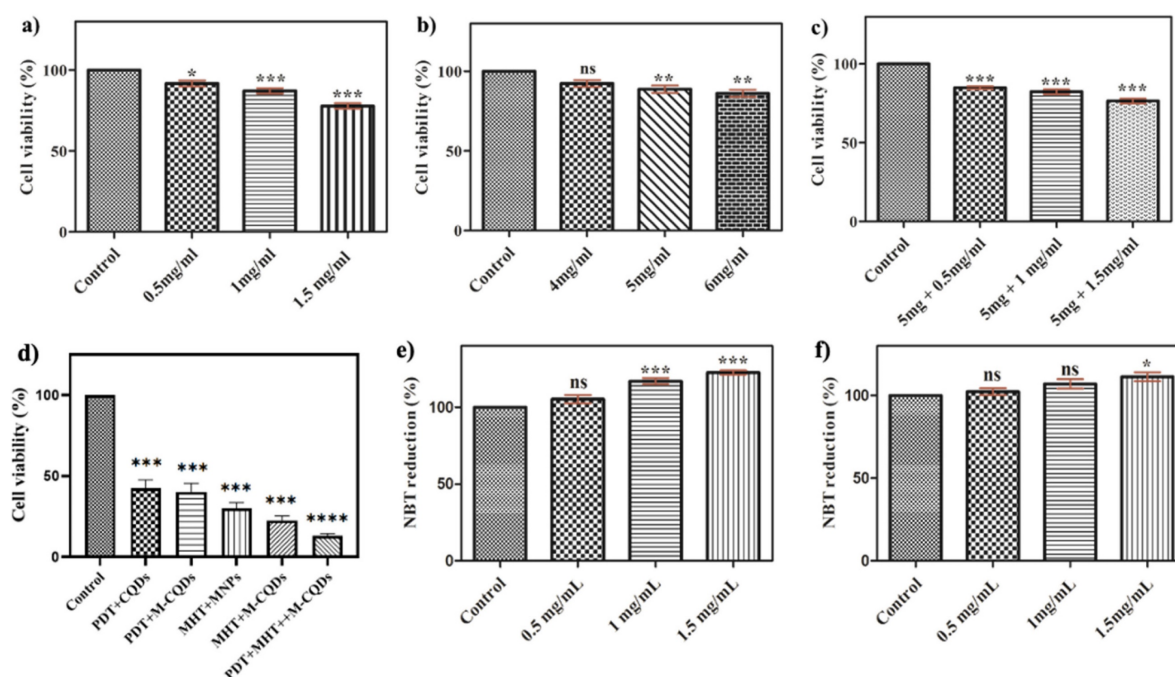 a)
Cell viability (%)
100
50
0
*
***
***
Control
0.5mg/ml
1mg/ml
1.5 mg/ml
b)
Cell viability (%)
100
50
0
ns
**
**
Control
4mg/ml
5mg/ml
6mg/ml
c)
Cell viability (%)
100
50
0
***
***
***
Control
5mg + 0.5mg/ml
5mg + 1 mg/ml
5mg + 1.5mg/ml
d)
Cell viability (%)
100
50
0
***
***
***
***
****
Control
PDT+CQDs
PDT+M-CQDs
MHT+MNPs
MHT+M-CQDs
PDT+MHT++M-CQDs
e)
NBT reduction (%)
100
50
0
ns
***
***
Control
0.5 mg/mL
1 mg/mL
1.5 mg/mL
f)
NBT reduction (%)
100
50
0
ns
ns
*
Control
0.5 mg/mL
1mg/mL
1.5mg/mL